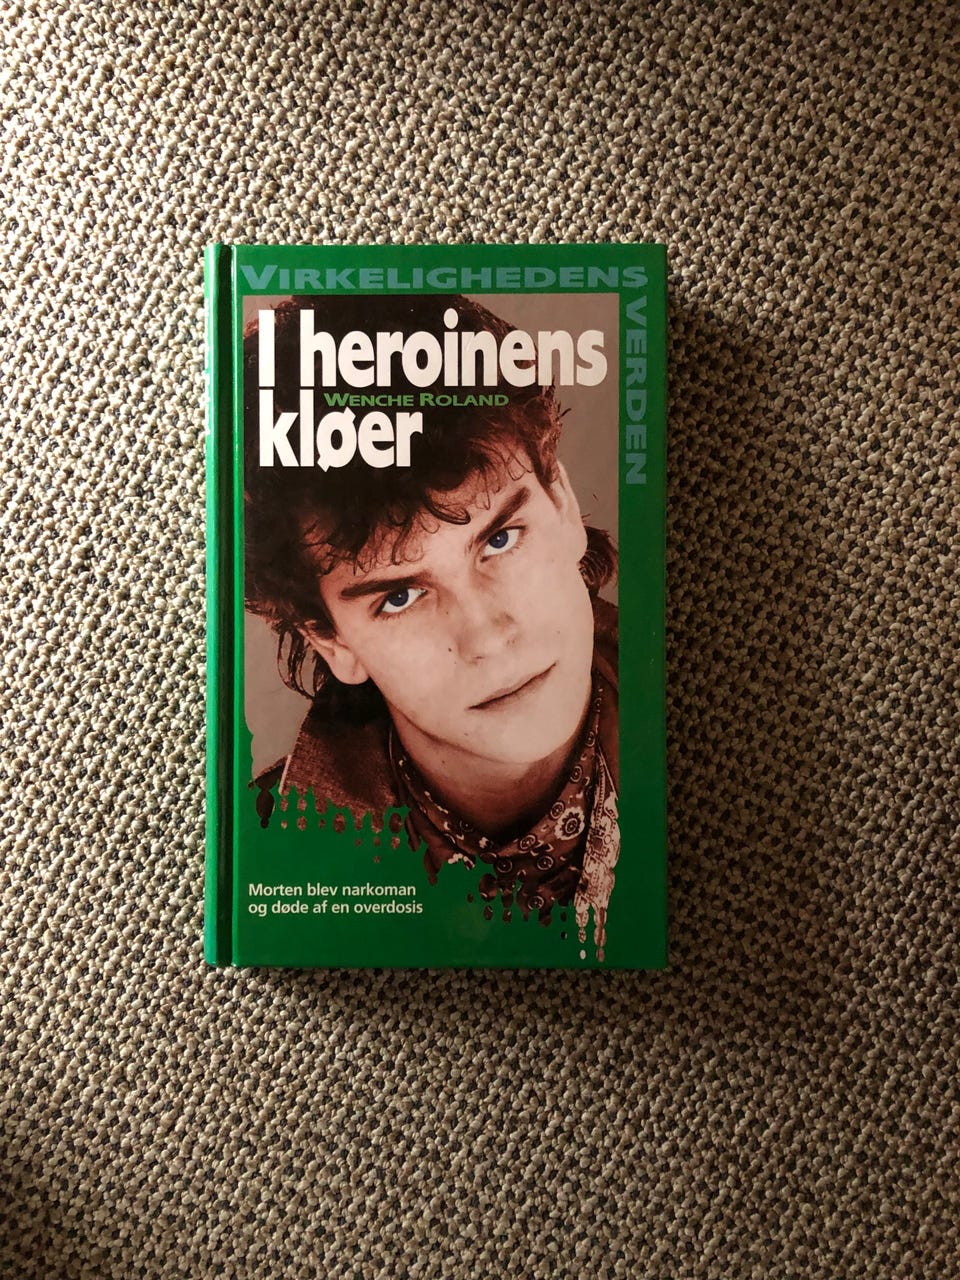 VIRKELIGHEDENS
VERDEN
I heroinens
WENCHE ROLAND
kløer
Morten blev narkoman
og døde af en overdosis